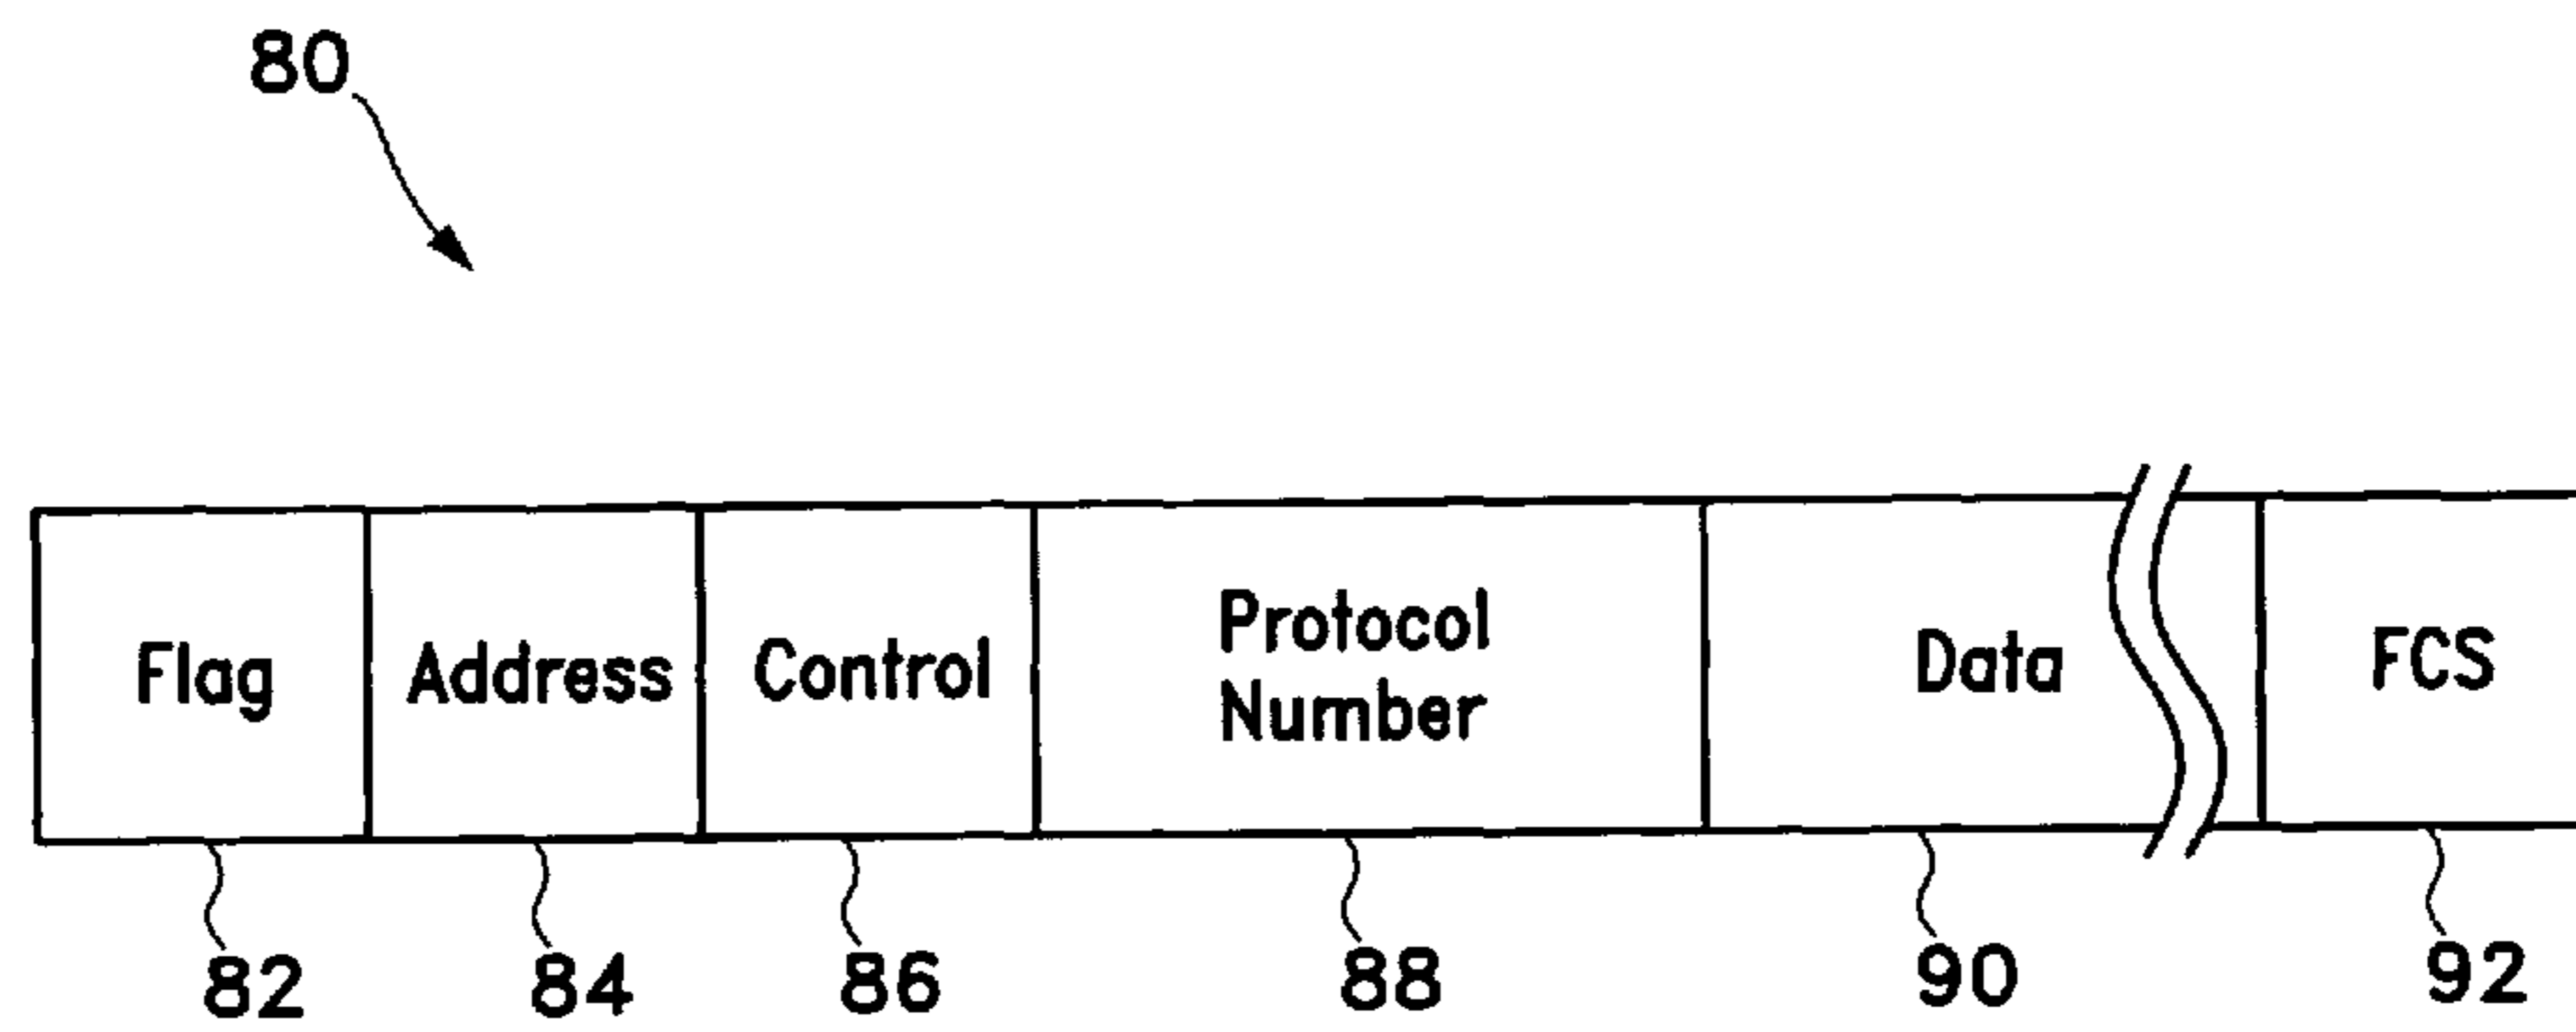 80
Flag
Address
Control
Protocol
Number
Data
FCS
82
84
86
88
90
92